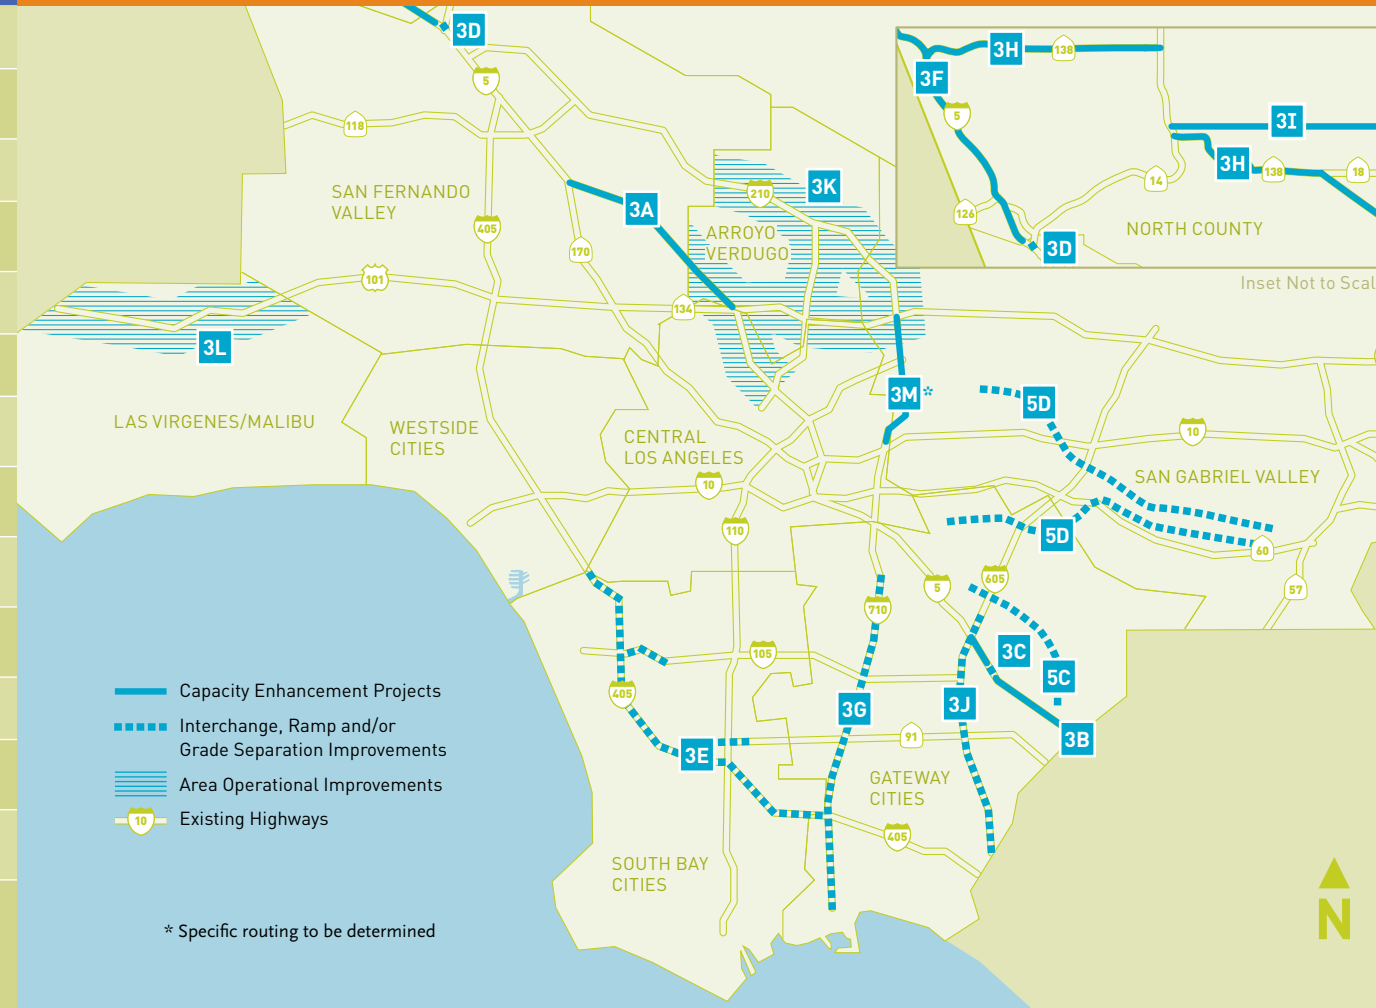 3D
5
118
SAN FERNANDO
VALLEY
405
3A
170
101
134
3L
LAS VIRGENES/MALIBU
WESTSIDE
CITIES
210
3K
ARROYO
VERDUGO
3H
138
3F
5
3I
3H
138
18
14
126
NORTH COUNTY
3D
Inset Not to Scal
3M*
5D
10
CENTRAL
LOS ANGELES
10
SAN GABRIEL VALLEY
110
5D
60
605
5
57
710
105
3C
5C
405
3G
3J
3E
91
3B
GATEWAY
CITIES
405
SOUTH BAY
CITIES
Capacity Enhancement Projects
Interchange, Ramp and/or
Grade Separation Improvements
Area Operational Improvements
10 Existing Highways
* Specific routing to be determined
N